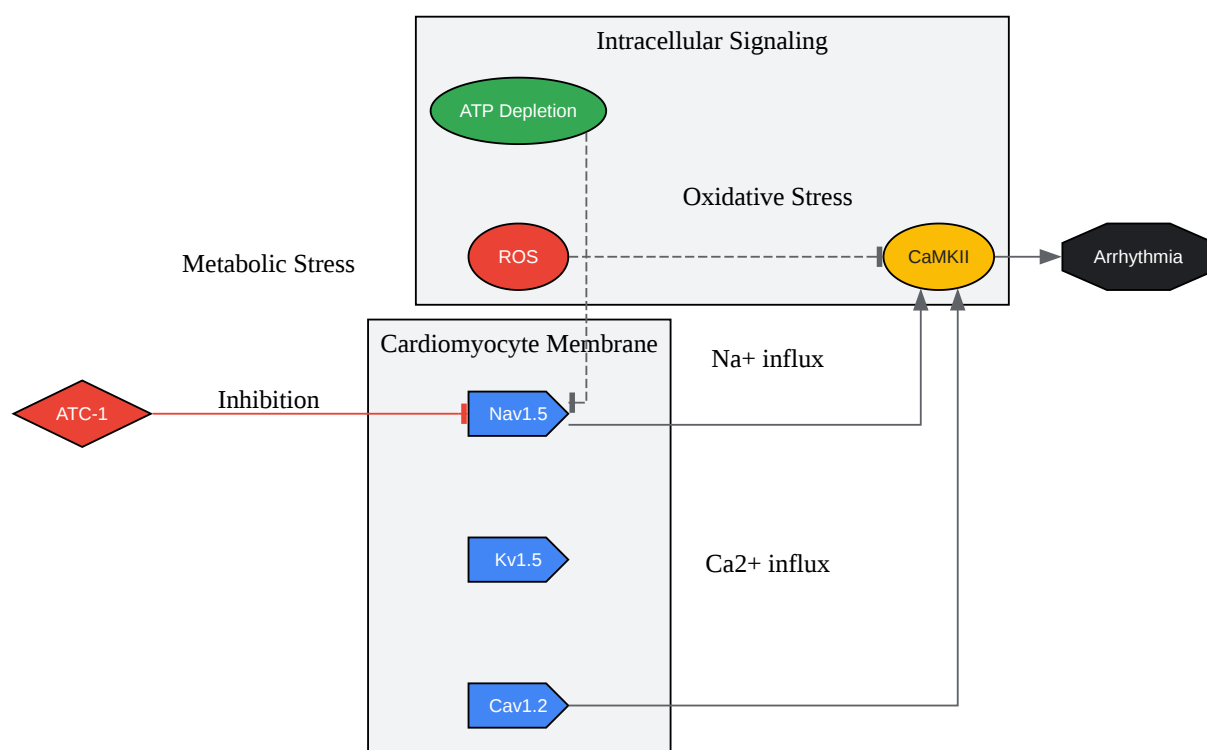 Intracellular Signaling
ATP Depletion
Oxidative Stress
ROS
CaMKII
Arrhythmia
Metabolic Stress
Cardiomyocyte Membrane
Na+ influx
Inhibition
ATC-1
Nav1.5
Kv1.5
Ca2+ influx
Cav1.2